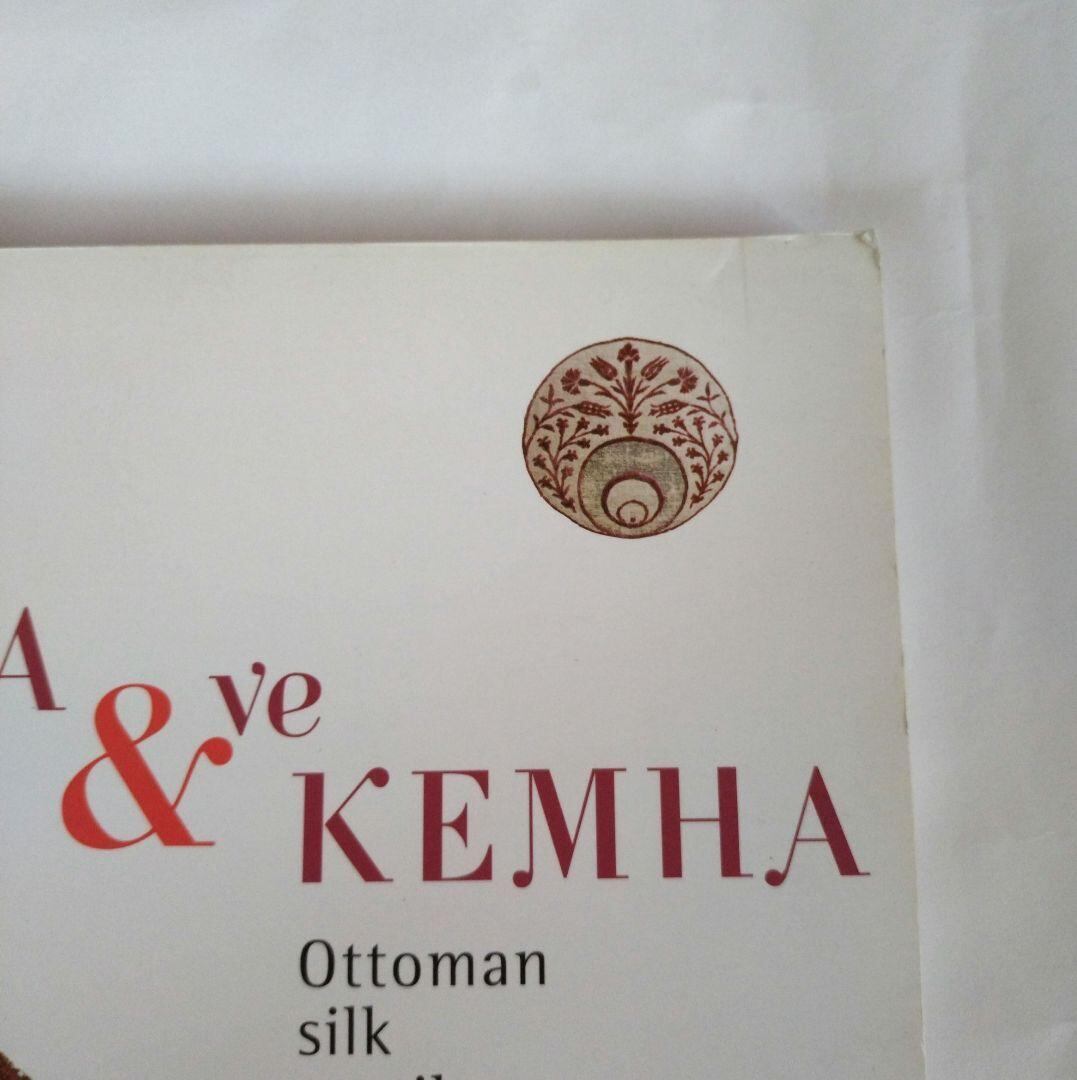 A
& ve
KEMHA
Ottoman
silk